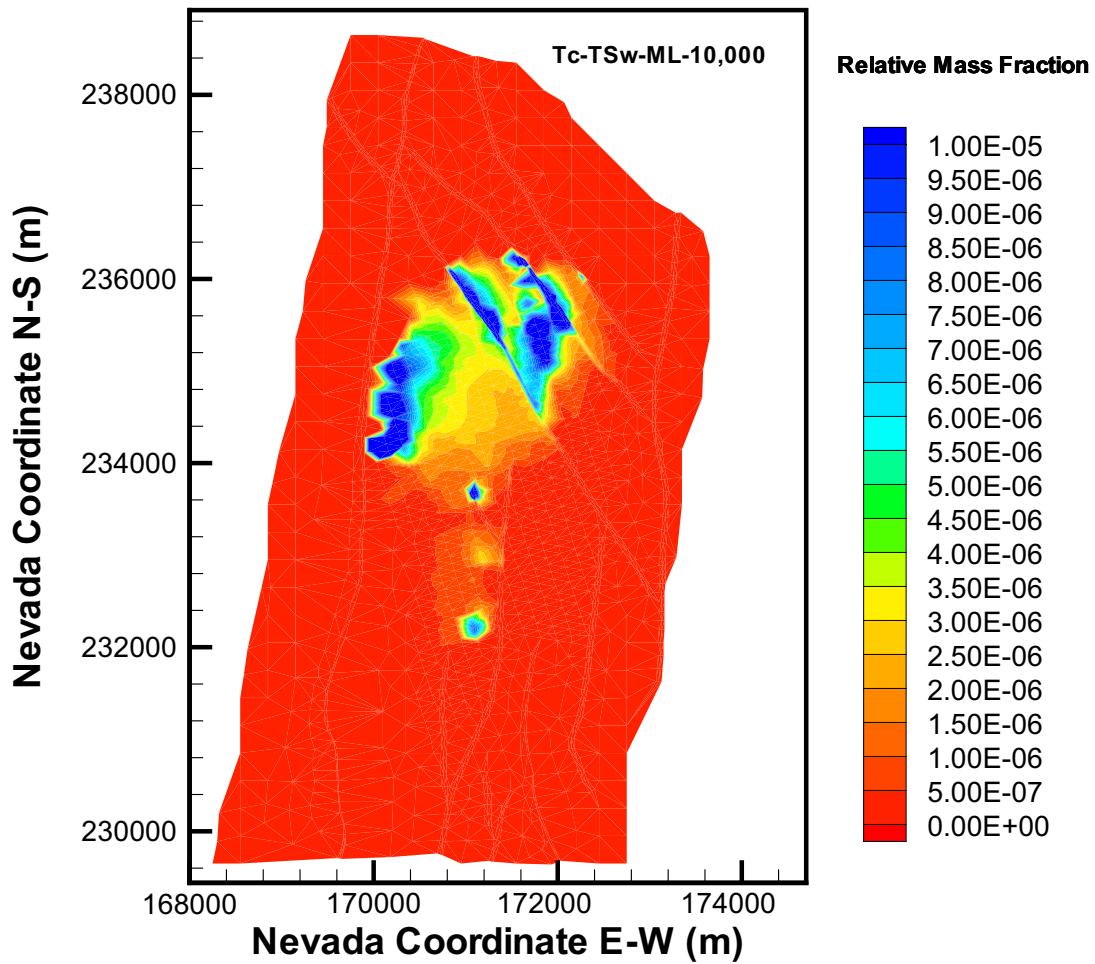 Tc-TSw-ML-10,000
Relative Mass Fraction
1.00E-05
9.50E-06
9.00E-06
8.50E-06
8.00E-06
7.50E-06
7.00E-06
6.50E-06
6.00E-06
5.50E-06
5.00E-06
4.50E-06
4.00E-06
3.50E-06
3.00E-06
2.50E-06
2.00E-06
1.50E-06
1.00E-06
5.00E-07
0.00E+00
Nevada Coordinate N-S (m)
238000
236000
234000
232000
230000
168000 170000 172000 174000
Nevada Coordinate E-W (m)